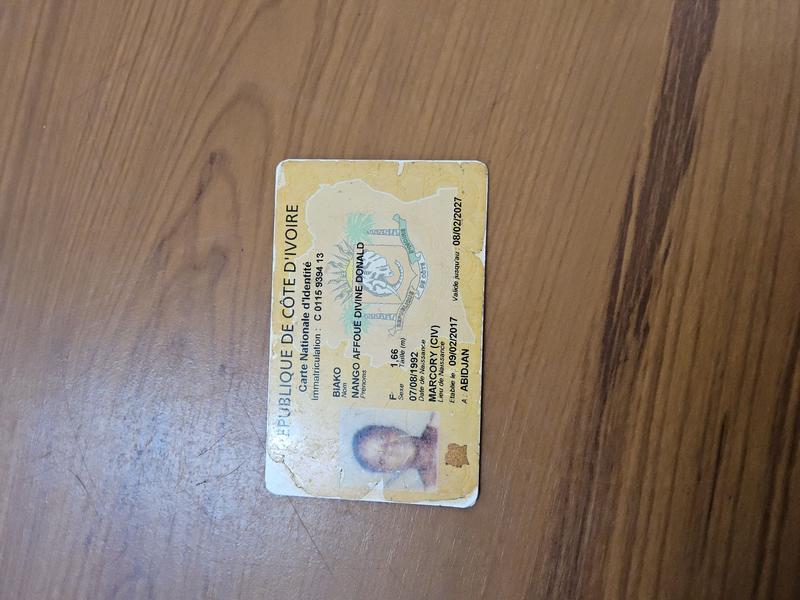 ÉPUBLIQUE DE CÔTE D'IVOIRE
Carte Nationale d'Identité
Immatriculation : C 0115 9394 13
BIAKO
Nom
NANGO AFFOUE DIVINE DONALD
Prénoms
F 1,66
Sexe Taille (m)
07/08/1992
Date de Naissance
MARCORY (CIV)
Lieu de Naissance
Etablie le : 09/02/2017 Valide jusqu'au : 08/02/2027
A : ABIDJAN